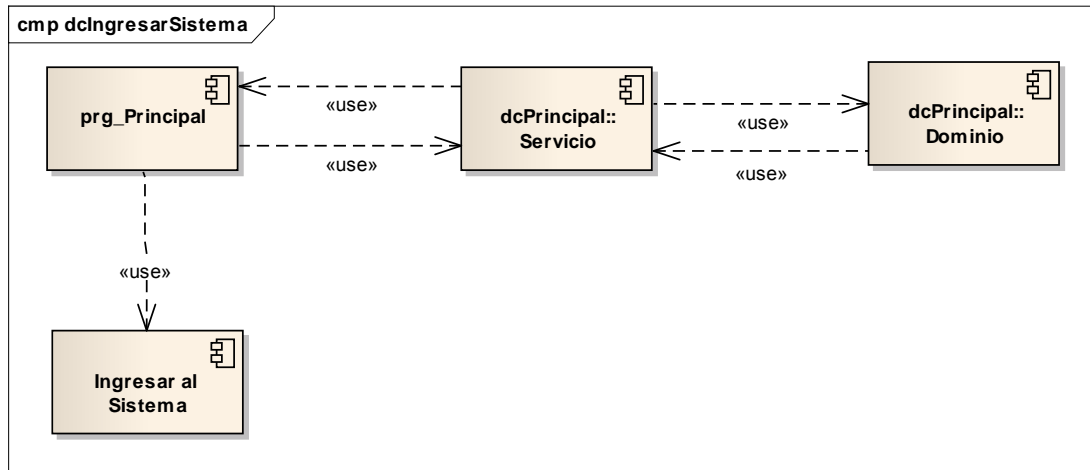 cmp dcIngresarSistema
prg_Principal
«use»
«use»
dcPrincipal::
Servicio
«use»
«use»
dcPrincipal::
Dominio
«use»
Ingresar al
Sistema